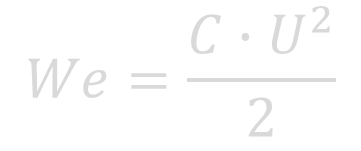 We = C · U² / 2